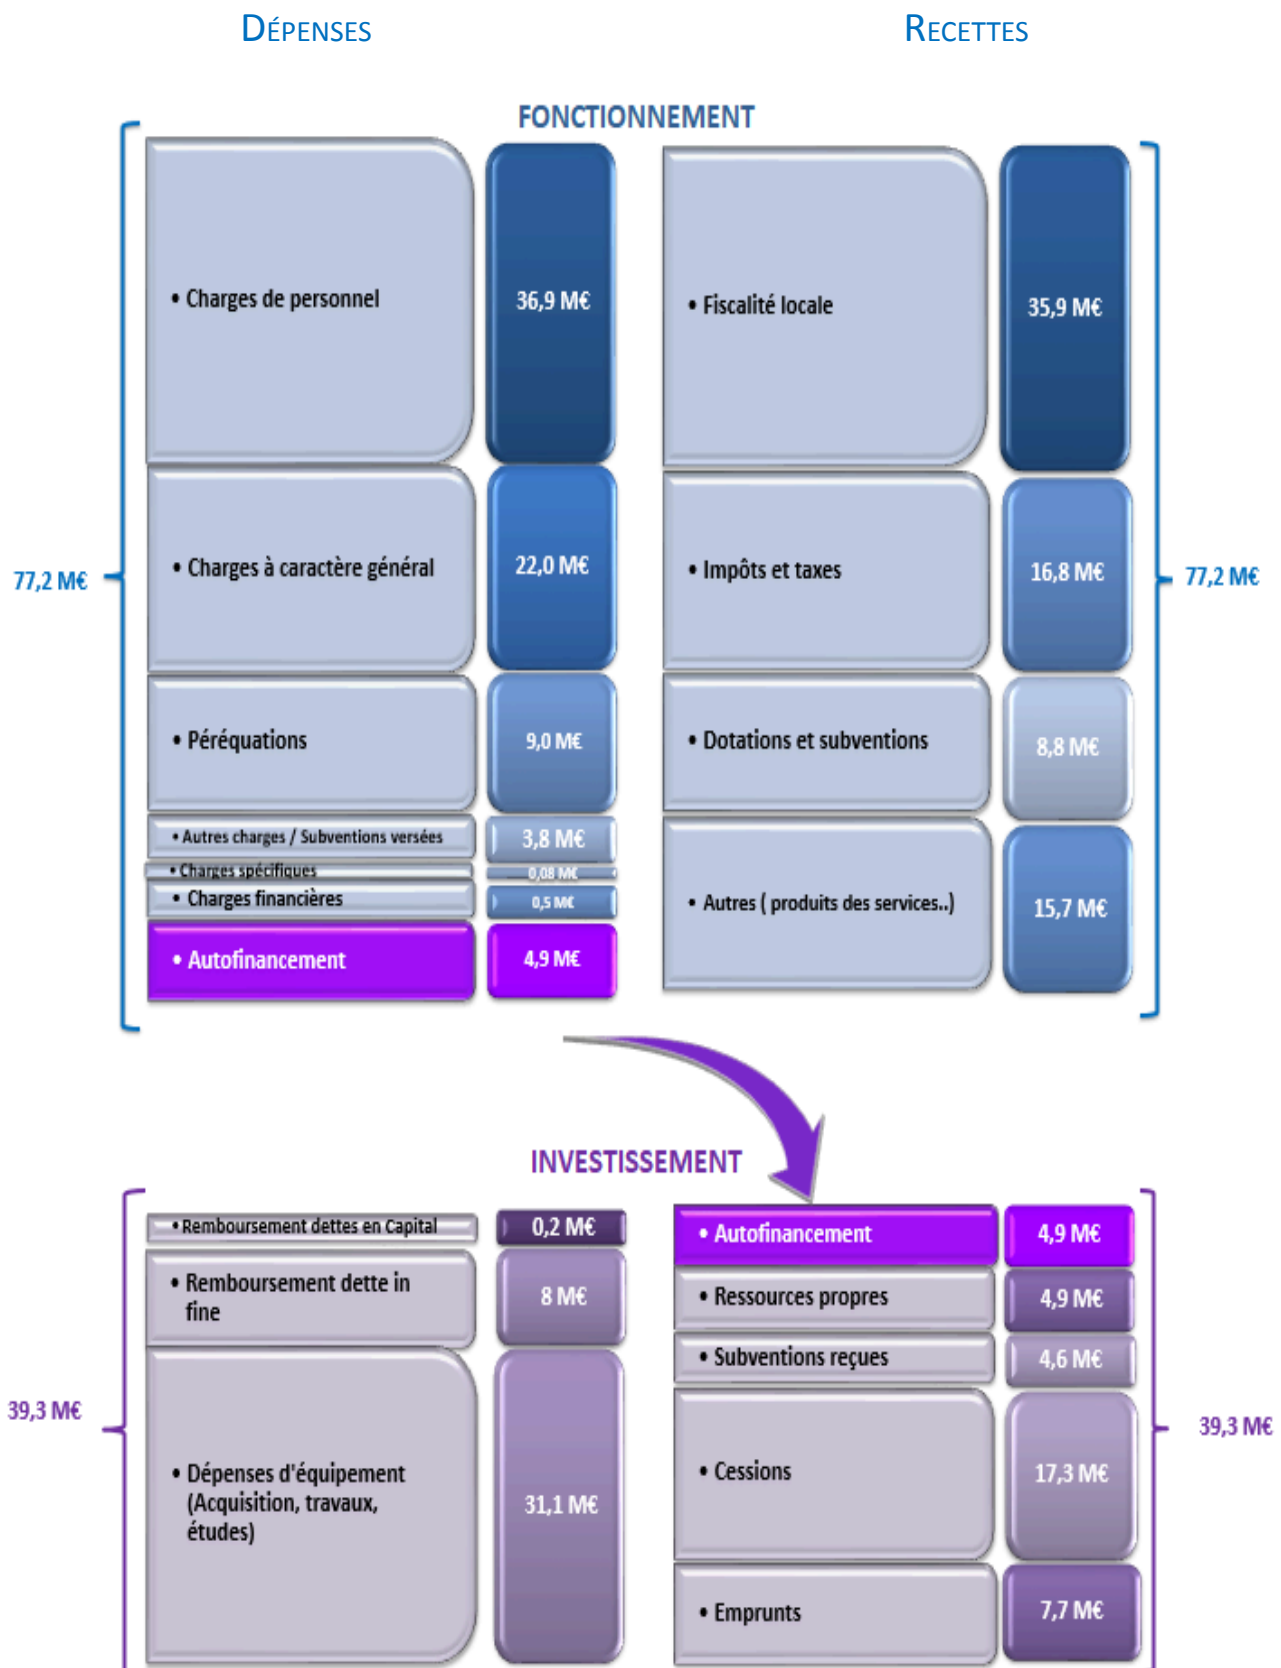 DÉPENSES
RECETTES
FONCTIONNEMENT
77,2 M€
• Charges de personnel
36,9 M€
• Charges à caractère général
22,0 M€
• Péréquations
9,0 M€
• Autres charges / Subventions versées
3,8 M€
• Charges spécifiques
0,08 M€
• Charges financières
0,5 M€
• Autofinancement
4,9 M€
• Fiscalité locale
35,9 M€
• Impôts et taxes
16,8 M€
• Dotations et subventions
8,8 M€
• Autres ( produits des services..)
15,7 M€
77,2 M€
INVESTISSEMENT
39,3 M€
• Remboursement dettes en Capital
0,2 M€
• Remboursement dette in
fine
8 M€
• Dépenses d'équipement
(Acquisition, travaux,
études)
31,1 M€
• Autofinancement
4,9 M€
• Ressources propres
4,9 M€
• Subventions reçues
4,6 M€
• Cessions
17,3 M€
• Emprunts
7,7 M€
39,3 M€